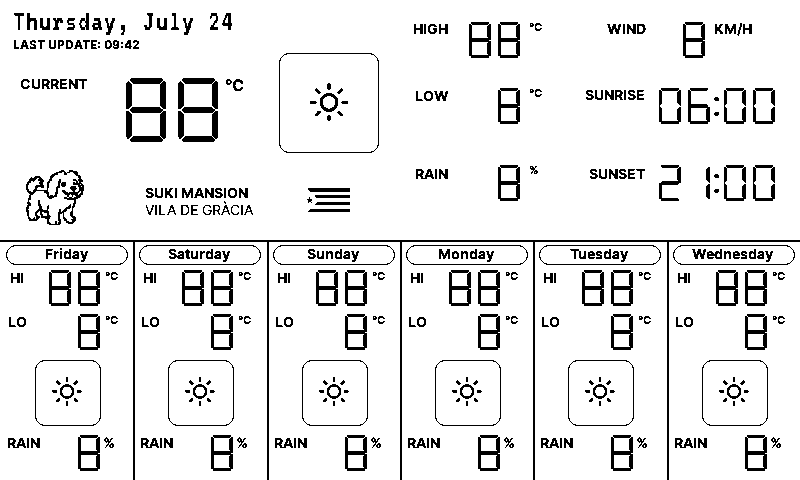 Thursday, July 24
LAST UPDATE: 09:42
CURRENT 88 °C
SUKI MANSION
VILA DE GRÀCIA
HIGH 88 °C
LOW 8 °C
RAIN 8 %
WIND 8 KM/H
SUNRISE 06:00
SUNSET 21:00
Friday
HI 88 °C
LO 8 °C
RAIN 8 %
Saturday
HI 88 °C
LO 8 °C
RAIN 8 %
Sunday
HI 88 °C
LO 8 °C
RAIN 8 %
Monday
HI 88 °C
LO 8 °C
RAIN 8 %
Tuesday
HI 88 °C
LO 8 °C
RAIN 8 %
Wednesday
HI 88 °C
LO 8 °C
RAIN 8 %